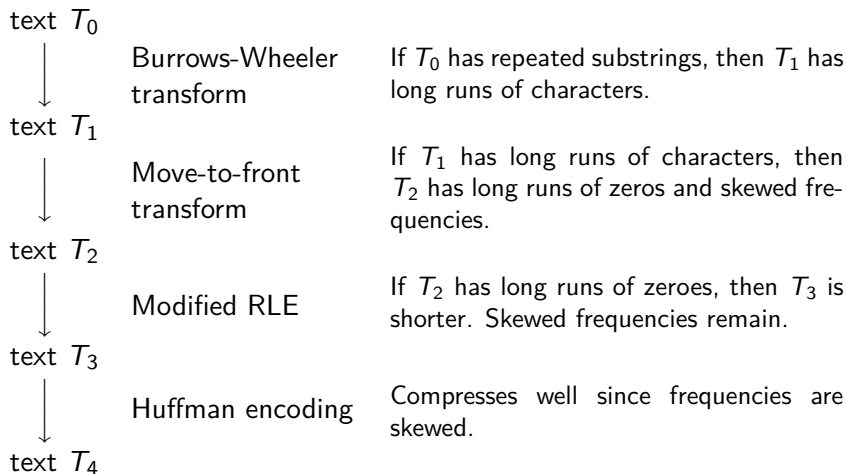 text T₀
Burrows-Wheeler
transform
If T₀ has repeated substrings, then T₁ has
long runs of characters.
text T₁
Move-to-front
transform
If T₁ has long runs of characters, then
T₂ has long runs of zeros and skewed fre-
quencies.
text T₂
Modified RLE
If T₂ has long runs of zeroes, then T₃ is
shorter. Skewed frequencies remain.
text T₃
Huffman encoding
Compresses well since frequencies are
skewed.
text T₄